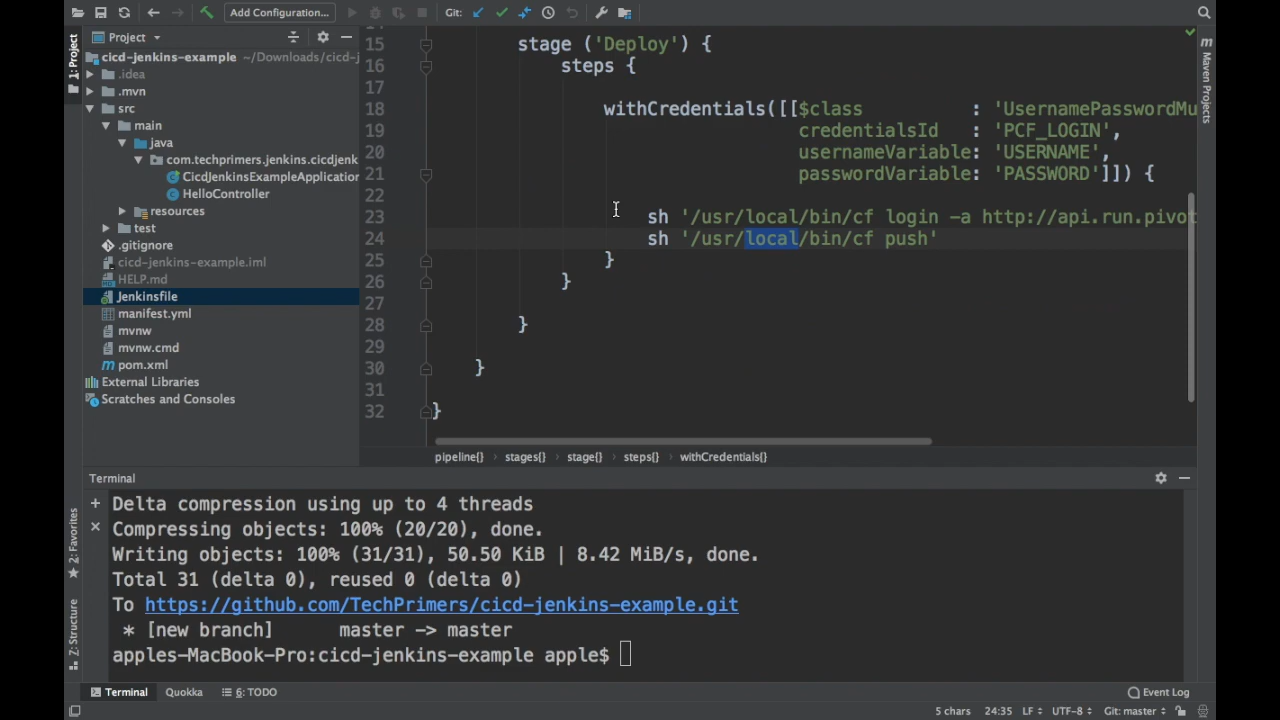 Add Configuration...
Git:
1: Project
Project
cicd-jenkins-example ~/Downloads/cicd-j
.idea
.mvn
src
main
java
com.techprimers.jenkins.cicdjenk
CicdJenkinsExampleApplication
HelloController
resources
test
.gitignore
cicd-jenkins-example.iml
HELP.md
Jenkinsfile
manifest.yml
mvnw
mvnw.cmd
pom.xml
External Libraries
Scratches and Consoles
15 stage ('Deploy') {
16 steps {
17
18 withCredentials([[$class : 'UsernamePasswordMu
19 credentialsId : 'PCF_LOGIN',
20 usernameVariable: 'USERNAME',
21 passwordVariable: 'PASSWORD']]) {
22
23 sh '/usr/local/bin/cf login -a http://api.run.pivot
24 sh '/usr/local/bin/cf push'
25 }
26 }
27
28 }
29
30 }
31
32 }
Maven Projects
pipeline{} › stages{} › stage{} › steps{} › withCredentials{}
Terminal
Delta compression using up to 4 threads
Compressing objects: 100% (20/20), done.
Writing objects: 100% (31/31), 50.50 KiB | 8.42 MiB/s, done.
Total 31 (delta 0), reused 0 (delta 0)
To https://github.com/TechPrimers/cicd-jenkins-example.git
* [new branch] master -> master
apples-MacBook-Pro:cicd-jenkins-example apple$
2: Favorites
Z: Structure
Terminal Quokka 6: TODO Event Log
5 chars 24:35 LF UTF-8 Git: master